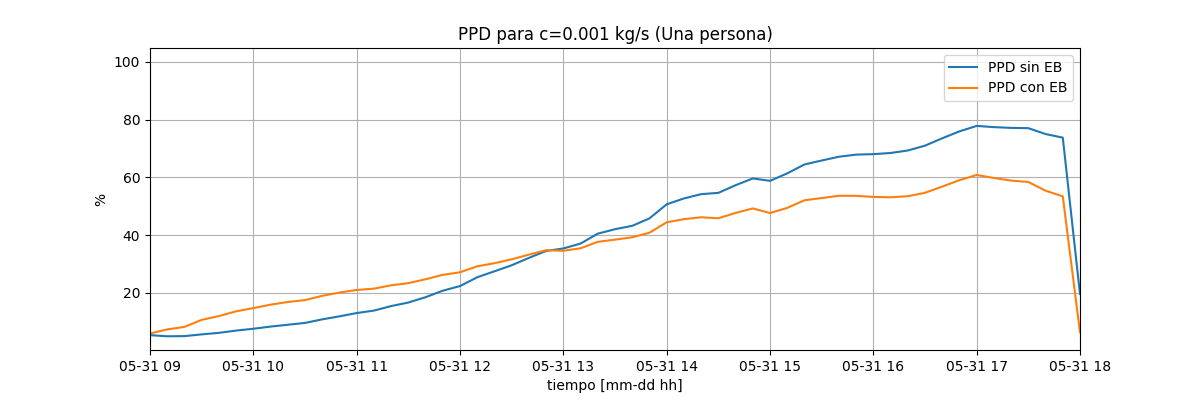 PPD para c=0.001 kg/s (Una persona)
PPD sin EB
PPD con EB
%
100
80
60
40
20
05-31 09 05-31 10 05-31 11 05-31 12 05-31 13 05-31 14 05-31 15 05-31 16 05-31 17 05-31 18
tiempo [mm-dd hh]